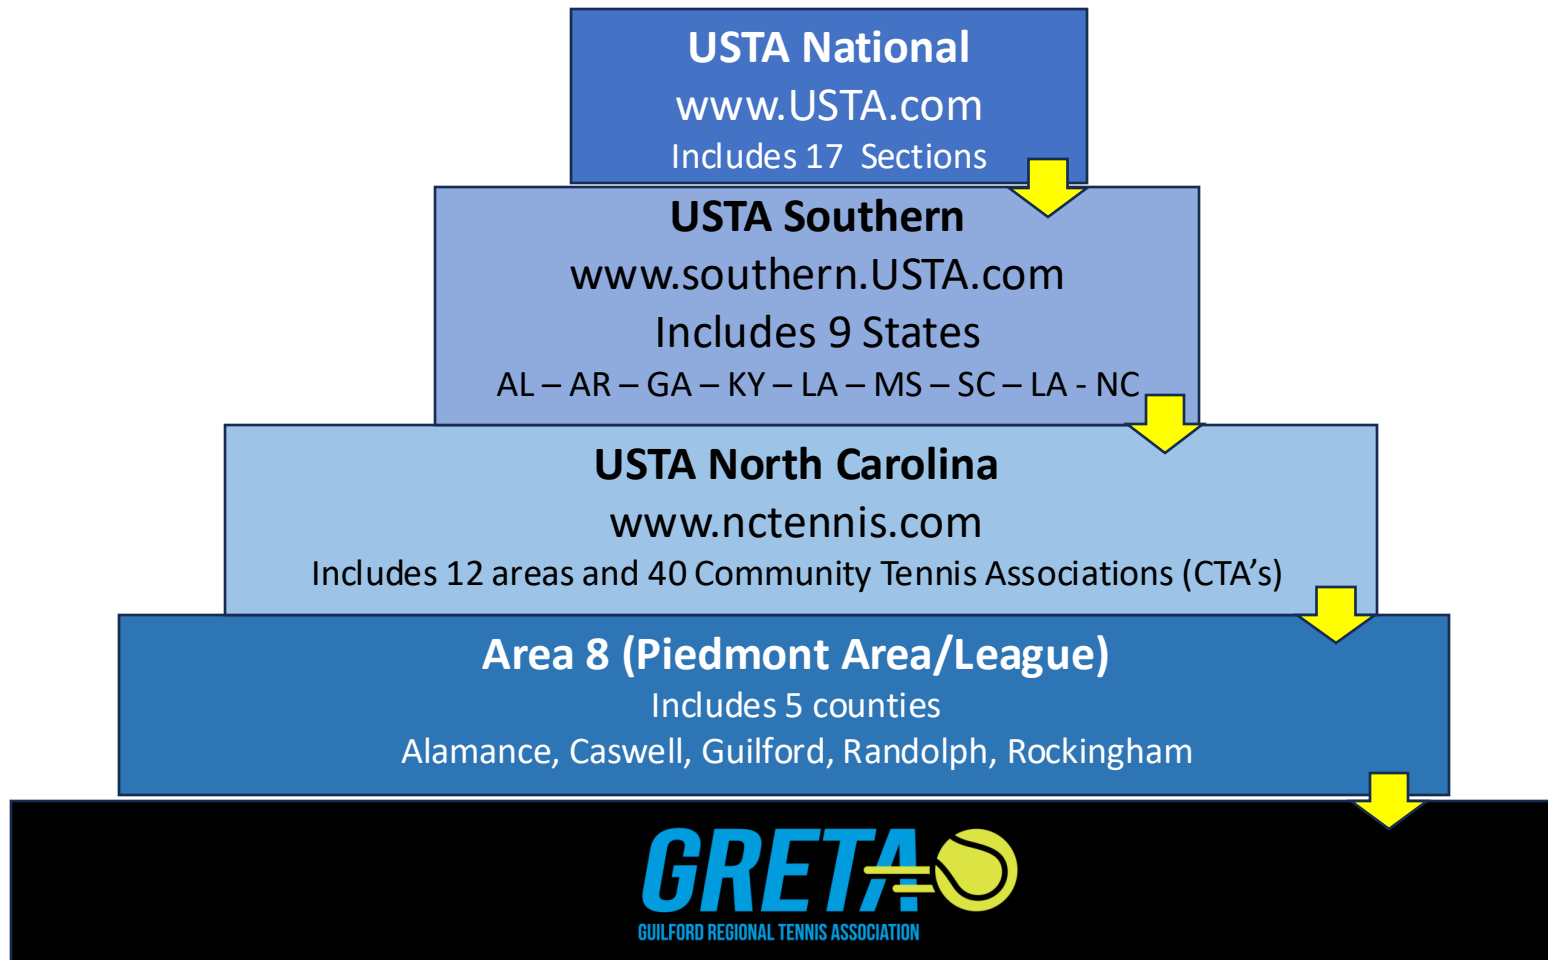 USTA National
www.USTA.com
Includes 17 Sections
USTA Southern
www.southern.USTA.com
Includes 9 States
AL – AR – GA – KY – LA – MS – SC – LA - NC
USTA North Carolina
www.nctennis.com
Includes 12 areas and 40 Community Tennis Associations (CTA’s)
Area 8 (Piedmont Area/League)
Includes 5 counties
Alamance, Caswell, Guilford, Randolph, Rockingham
GRETA
GUILFORD REGIONAL TENNIS ASSOCIATION